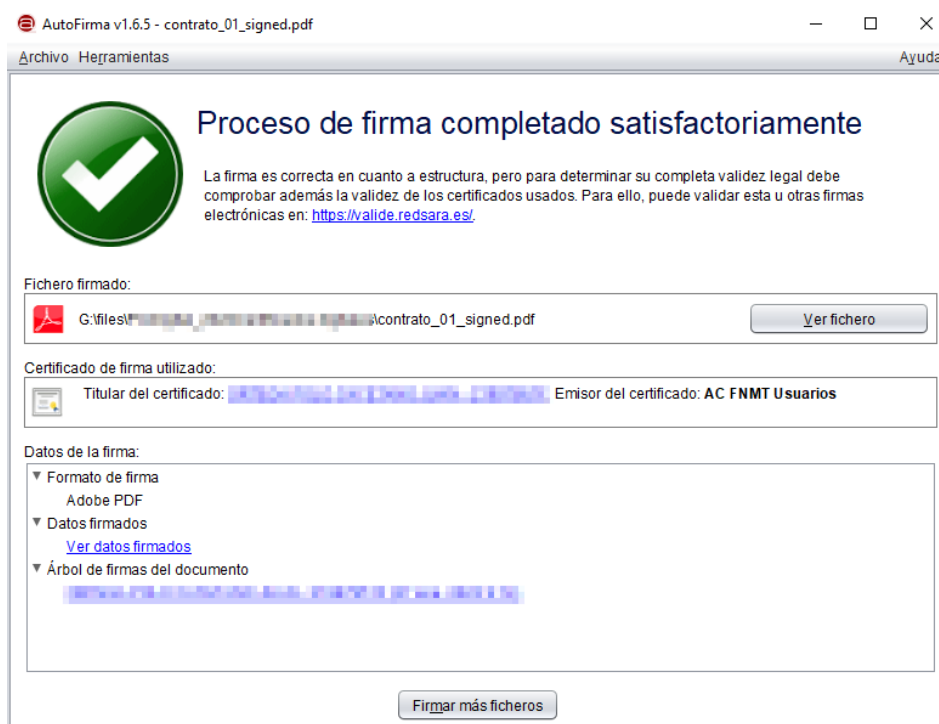 AutoFirma v1.6.5 - contrato_01_signed.pdf
Archivo Herramientas Ayuda
Proceso de firma completado satisfactoriamente
La firma es correcta en cuanto a estructura, pero para determinar su completa validez legal debe
comprobar además la validez de los certificados usados. Para ello, puede validar esta u otras firmas
electrónicas en: https://valide.redsara.es/.
Fichero firmado:
G:\files\ \contrato_01_signed.pdf Ver fichero
Certificado de firma utilizado:
Titular del certificado: Emisor del certificado: AC FNMT Usuarios
Datos de la firma:
Formato de firma
Adobe PDF
Datos firmados
Ver datos firmados
Árbol de firmas del documento
Firmar más ficheros